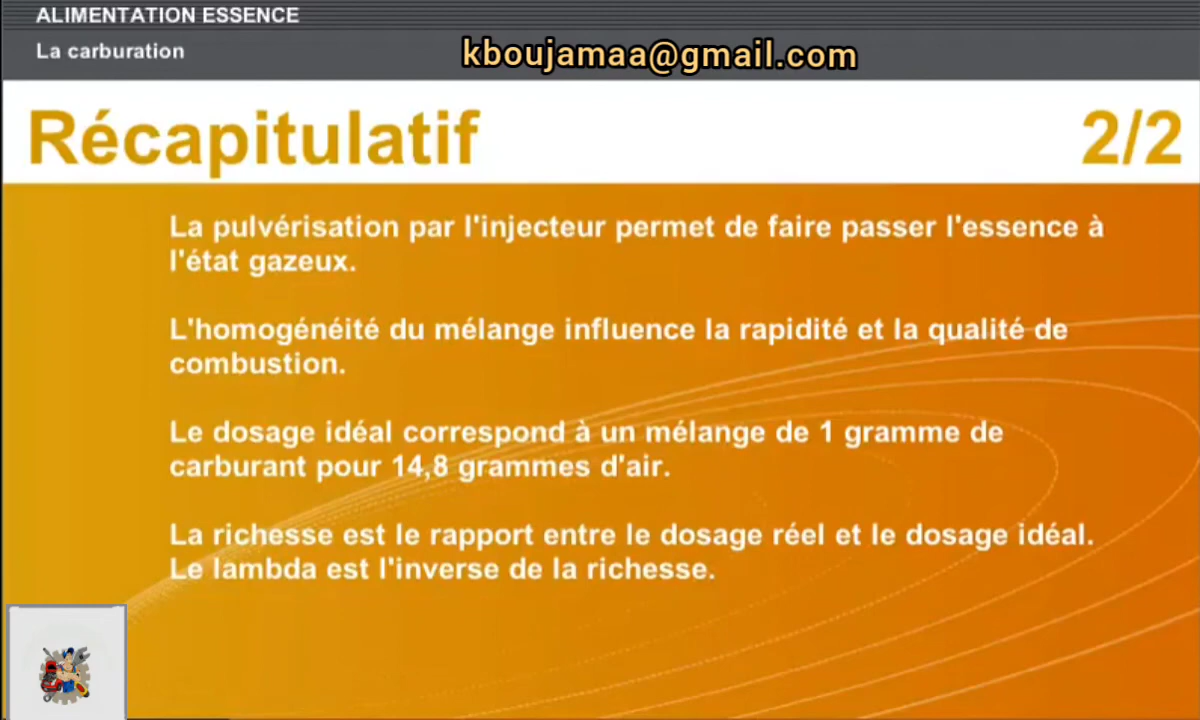 ALIMENTATION ESSENCE
La carburation
kboujamaa@gmail.com
Récapitulatif
2/2
La pulvérisation par l'injecteur permet de faire passer l'essence à
l'état gazeux.
L'homogénéité du mélange influence la rapidité et la qualité de
combustion.
Le dosage idéal correspond à un mélange de 1 gramme de
carburant pour 14,8 grammes d'air.
La richesse est le rapport entre le dosage réel et le dosage idéal.
Le lambda est l'inverse de la richesse.